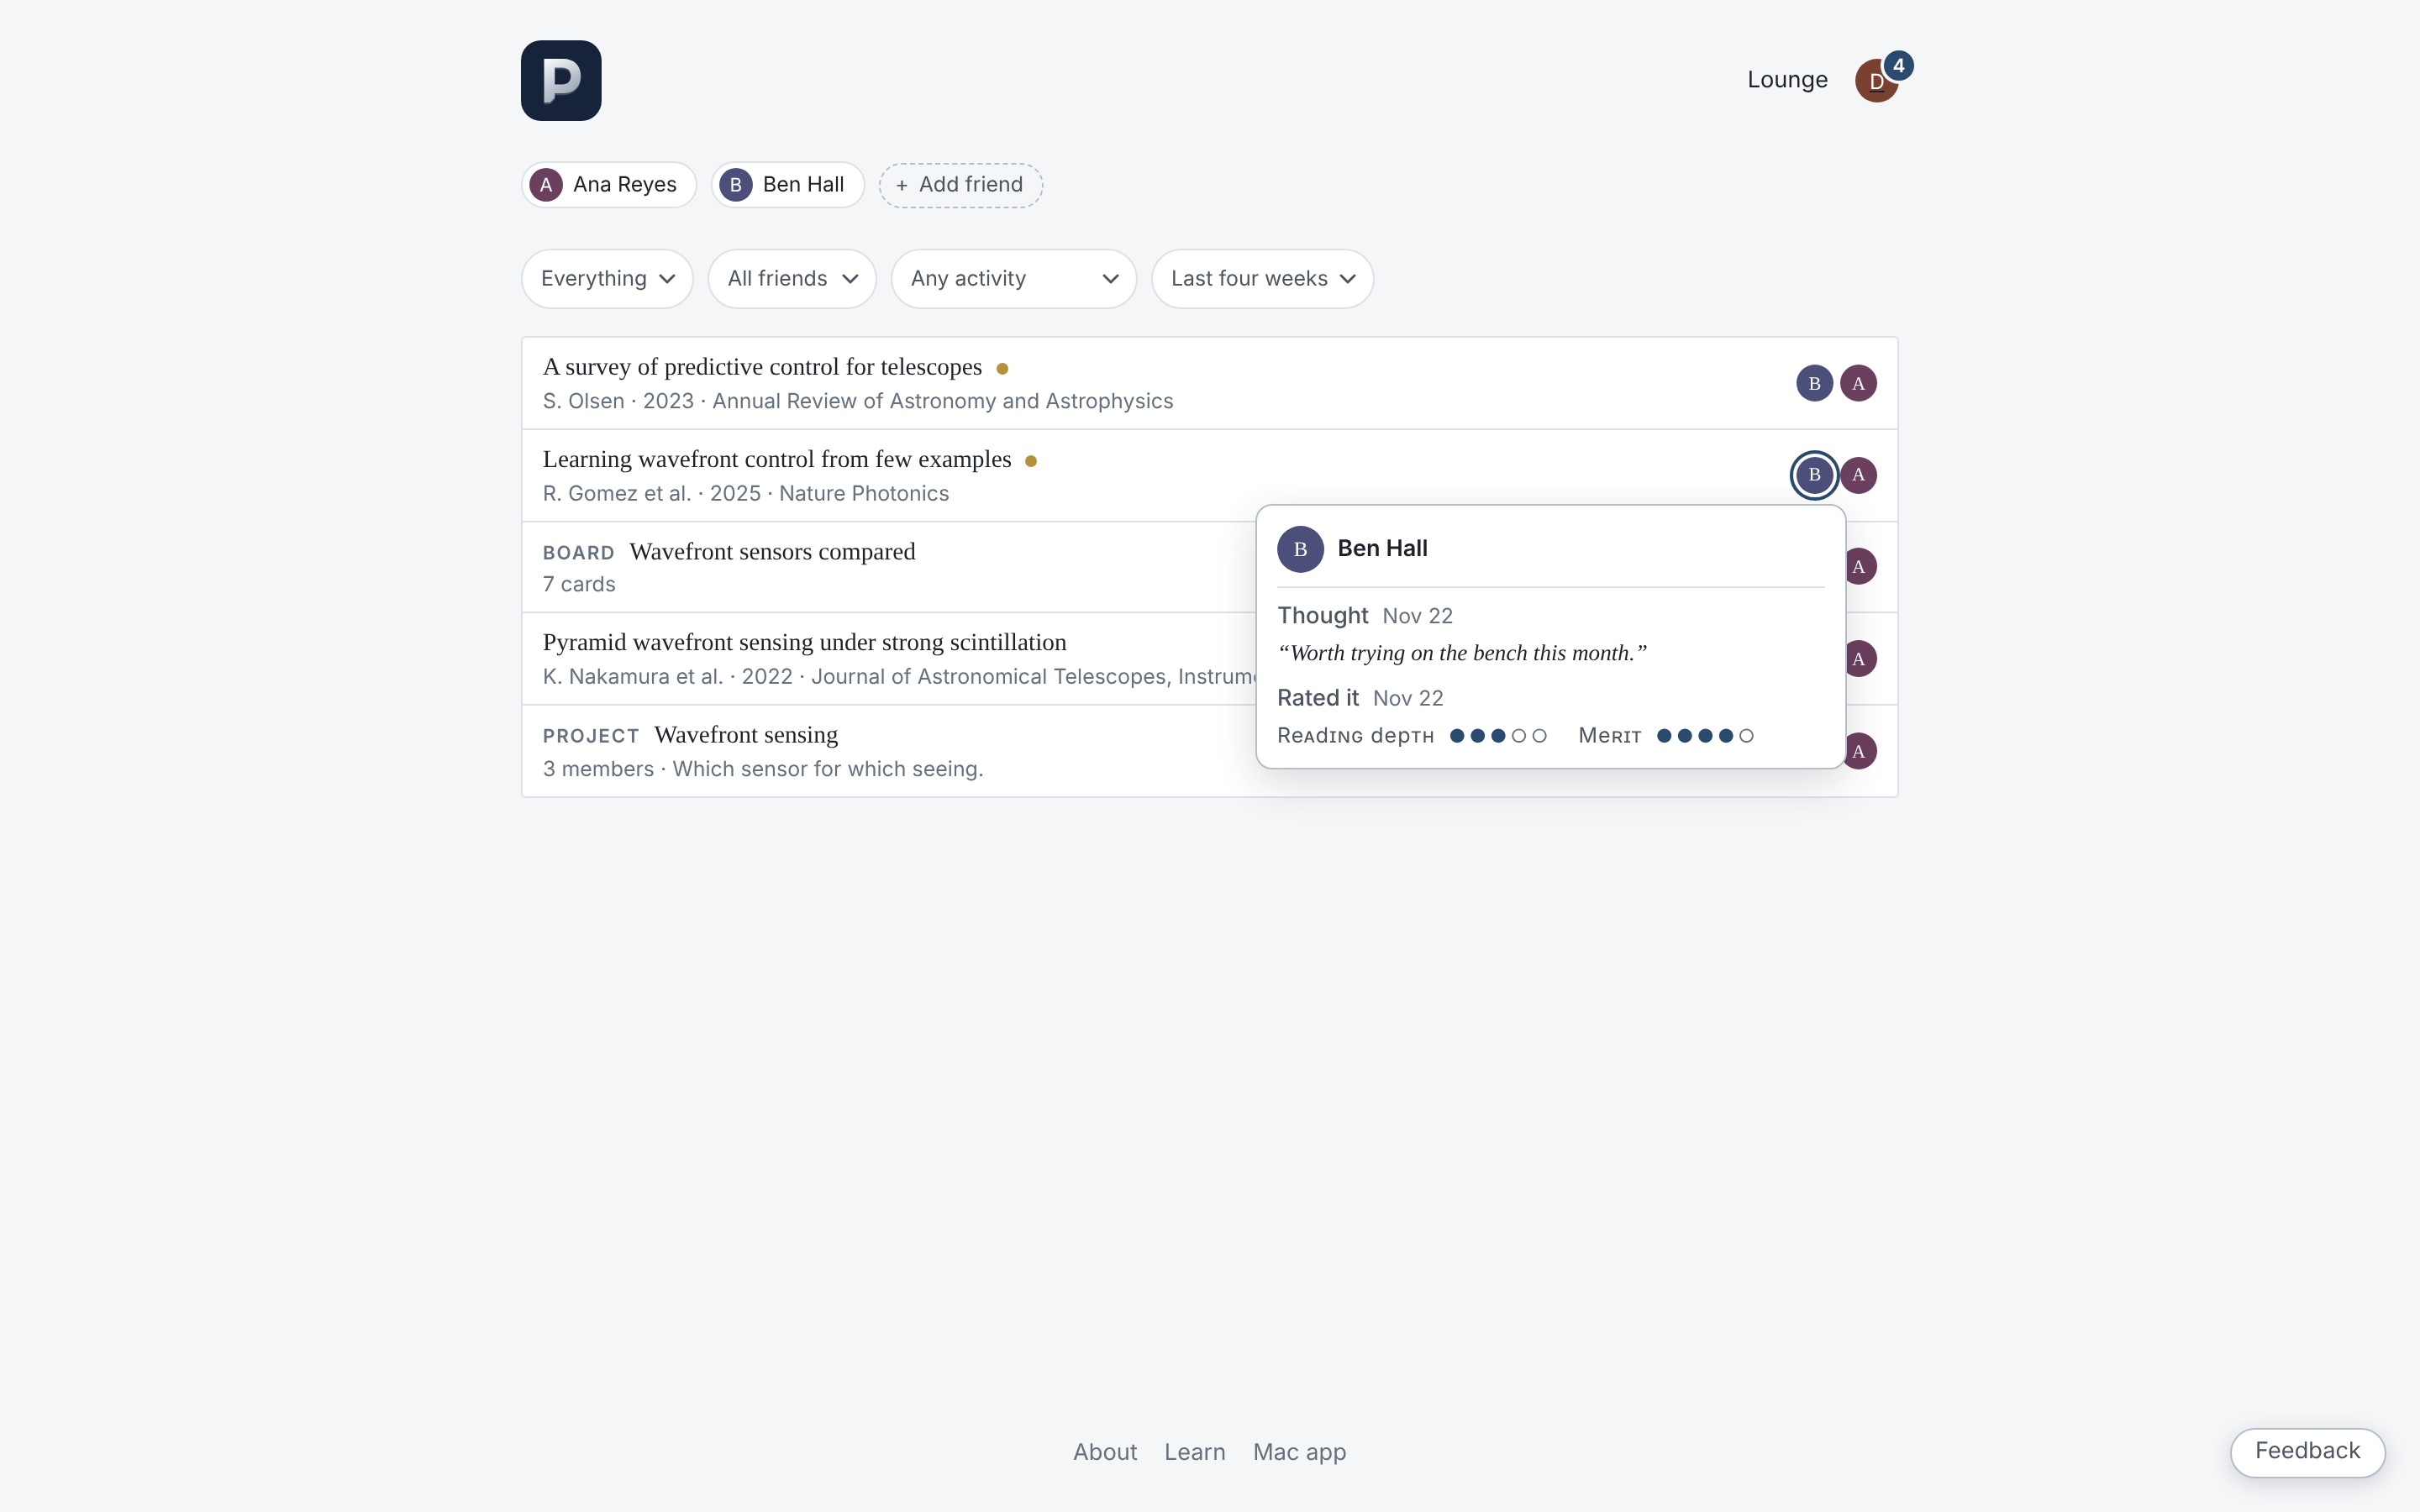 P
Lounge D 4
A Ana Reyes B Ben Hall + Add friend
Everything All friends Any activity Last four weeks
A survey of predictive control for telescopes
S. Olsen · 2023 · Annual Review of Astronomy and Astrophysics
B A
Learning wavefront control from few examples
R. Gomez et al. · 2025 · Nature Photonics
B A
BOARD Wavefront sensors compared
7 cards
A
Pyramid wavefront sensing under strong scintillation
K. Nakamura et al. · 2022 · Journal of Astronomical Telescopes,
A
PROJECT Wavefront sensing
3 members · Which sensor for which seeing.
A
B Ben Hall
Thought Nov 22
“Worth trying on the bench this month.”
Rated it Nov 22
Reᴀdɪɴɢ depᴛʜ Meʀɪᴛ
About Learn Mac app
Feedback